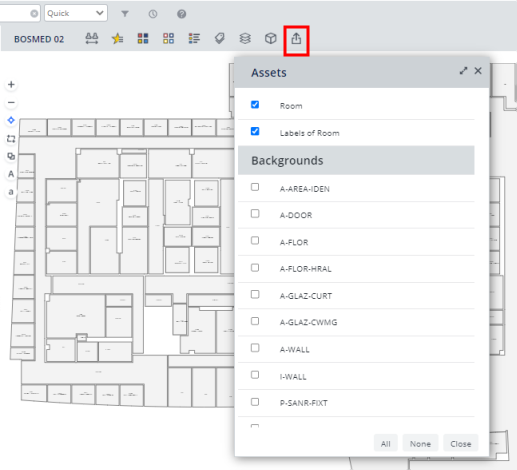 Quick
BOSMED 02
Assets
Room
Labels of Room
Backgrounds
A-AREA-IDEN
A-DOOR
A-FLOR
A-FLOR-HRAL
A-GLAZ-CURT
A-GLAZ-CWMG
A-WALL
I-WALL
P-SANR-FIXT
All None Close
A
a